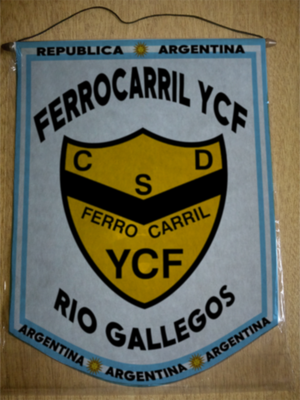 REPUBLICA ARGENTINA
FERROCARRIL YCF
C S D
FERRO CARRIL
YCF
RIO GALLEGOS
ARGENTINA ARGENTINA ARGENTINA